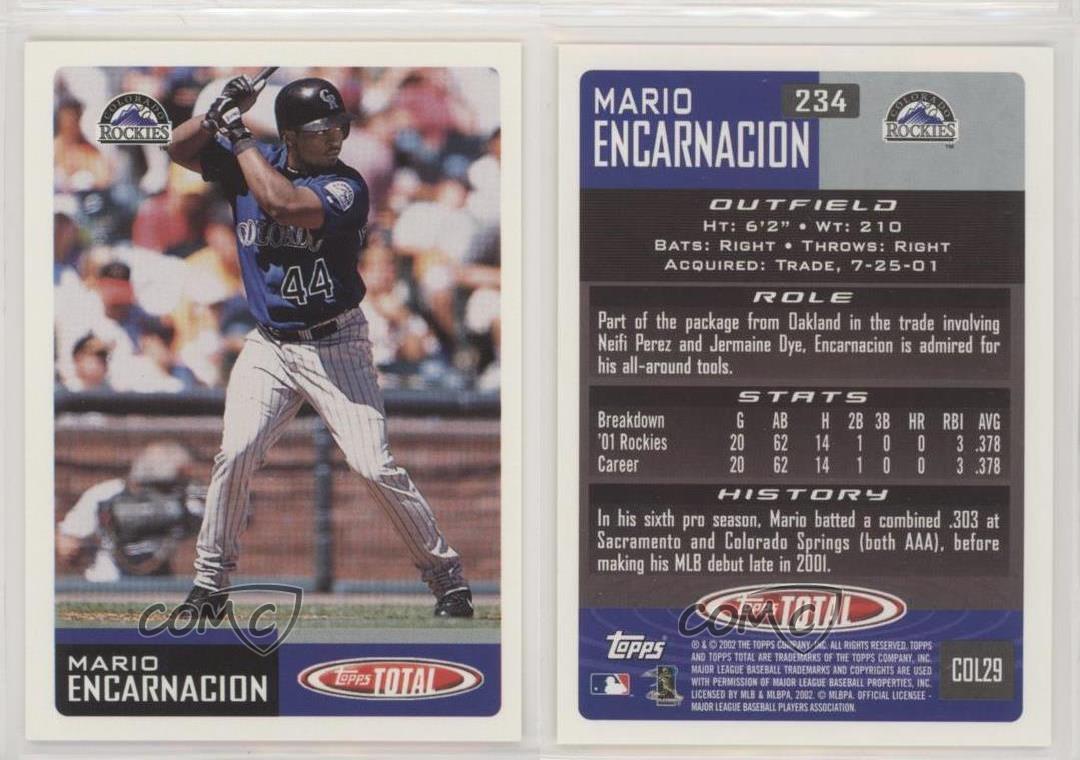 COLORADO
ROCKIES
CR
COLORADO
44
COMC
MARIO
ENCARNACION
Topps TOTAL
MARIO
ENCARNACION
234
COLORADO
ROCKIES
OUTFIELD
HT: 6'2" • WT: 210
BATS: RIGHT • THROWS: RIGHT
ACQUIRED: TRADE, 7-25-01
ROLE
Part of the package from Oakland in the trade involving
Neifi Perez and Jermaine Dye, Encarnacion is admired for
his all-around tools.
STATS
Breakdown G AB H 2B 3B HR RBI AVG
'01 Rockies 20 62 14 1 0 0 3 .378
Career 20 62 14 1 0 0 3 .378
HISTORY
In his sixth pro season, Mario batted a combined .303 at
Sacramento and Colorado Springs (both AAA), before
making his MLB debut late in 2001.
Topps TOTAL
COMC
Topps
® & © 2002 THE TOPPS COMPANY, INC. ALL RIGHTS RESERVED. TOPPS
AND TOPPS TOTAL ARE TRADEMARKS OF THE TOPPS COMPANY, INC.
MAJOR LEAGUE BASEBALL TRADEMARKS AND COPYRIGHTS ARE USED
WITH PERMISSION OF MAJOR LEAGUE BASEBALL PROPERTIES, INC.
LICENSED BY MLB & MLBPA, 2002. © MLBPA. OFFICIAL LICENSEE -
MAJOR LEAGUE BASEBALL PLAYERS ASSOCIATION.
COL29